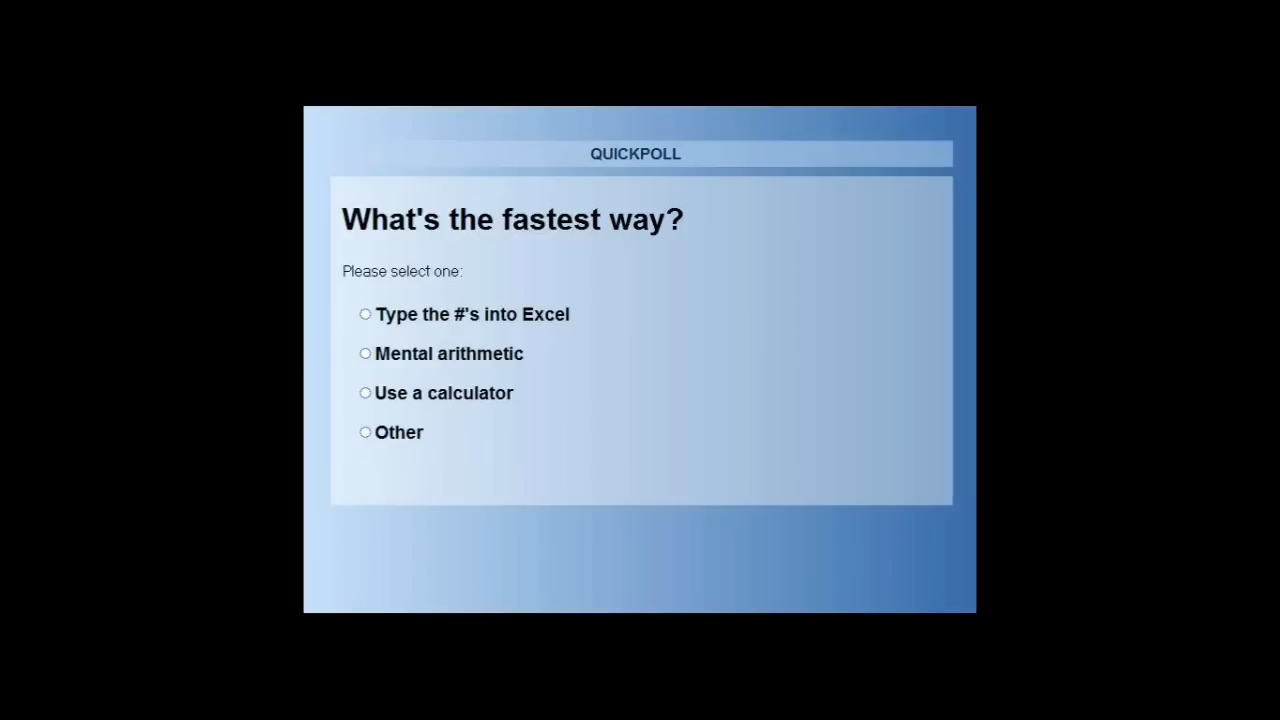 QUICKPOLL
What's the fastest way?
Please select one:
Type the #'s into Excel
Mental arithmetic
Use a calculator
Other